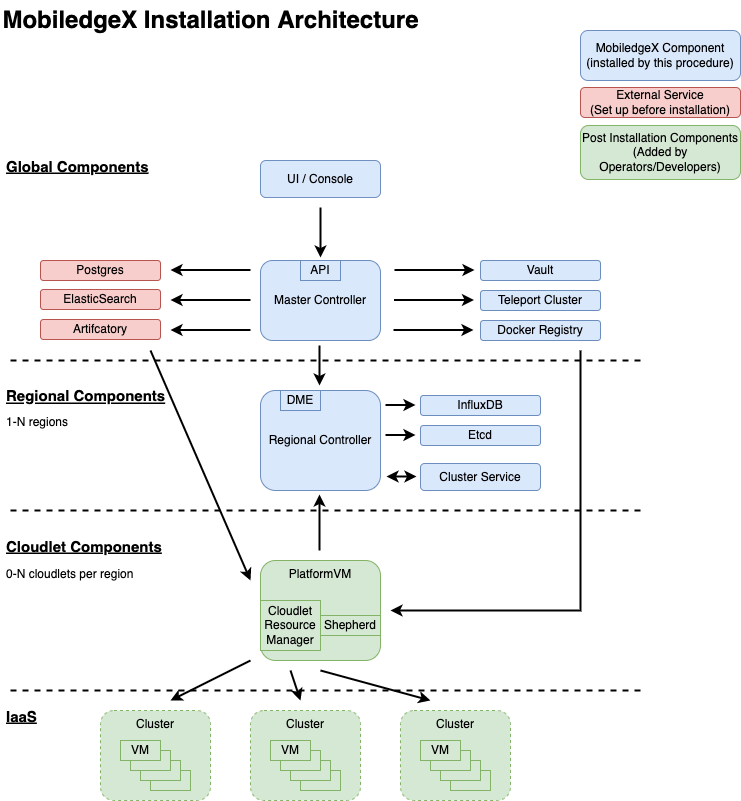 MobiledgeX Installation Architecture
MobiledgeX Component
(installed by this procedure)
External Service
(Set up before installation)
Post Installation Components
(Added by
Operators/Developers)
Global Components
UI / Console
Postgres
ElasticSearch
Artifcatory
API
Master Controller
Vault
Teleport Cluster
Docker Registry
Regional Components
1-N regions
DME
Regional Controller
InfluxDB
Etcd
Cluster Service
Cloudlet Components
0-N cloudlets per region
PlatformVM
Cloudlet
Resource
Manager
Shepherd
IaaS
Cluster
VM
Cluster
VM
Cluster
VM